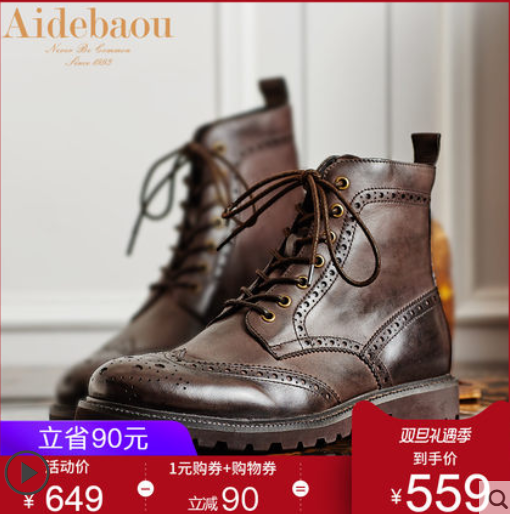 Aidebaou
Never Be Common
Since 1893
立省90元
双旦礼遇季
活动价
1元购券+购物券
到手价
¥649
-
立减90
=
¥559